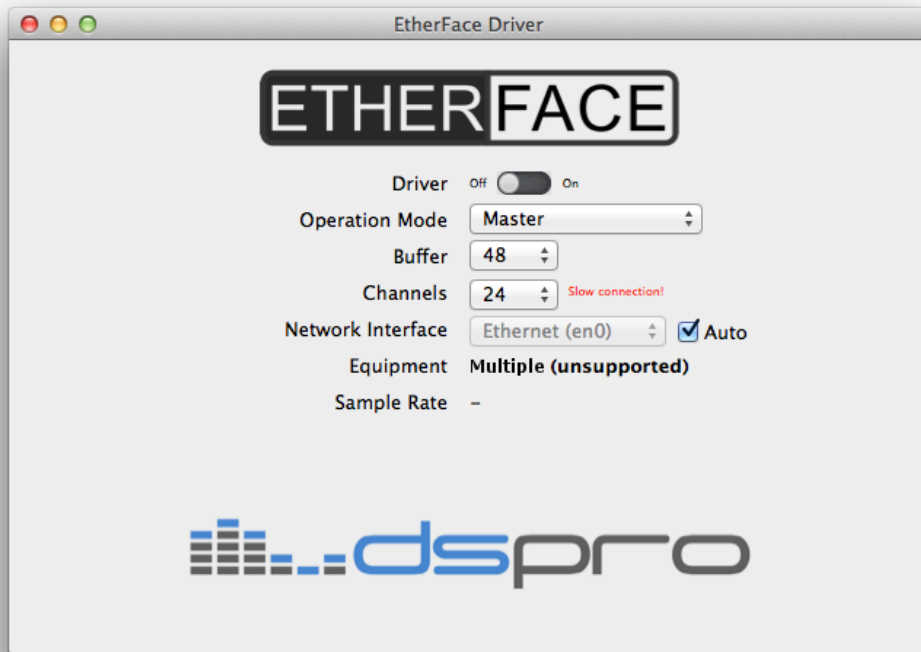 EtherFace Driver
ETHERFACE
Driver Off On
Operation Mode Master
Buffer 48
Channels 24 Slow connection!
Network Interface Ethernet (en0) Auto
Equipment Multiple (unsupported)
Sample Rate –
dspro